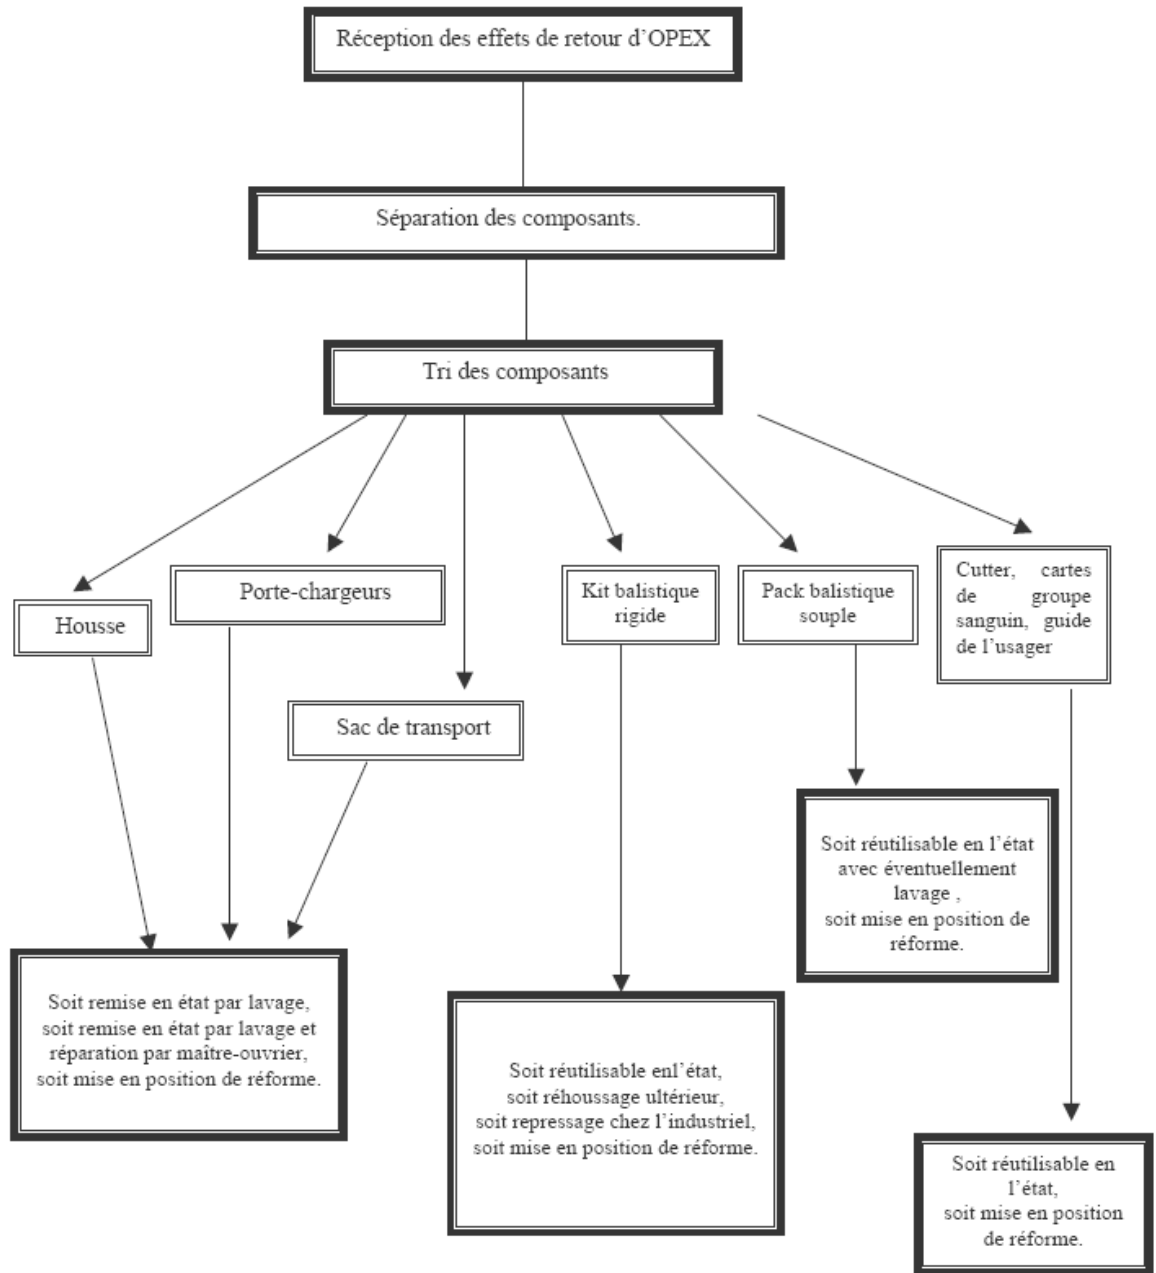 Réception des effets de retour d’OPEX
Séparation des composants.
Tri des composants
Housse
Porte-chargeurs
Sac de transport
Kit balistique
rigide
Pack balistique
souple
Cutter, cartes
de groupe
sanguin, guide
de l’usager
Soit remise en état par lavage,
soit remise en état par lavage et
réparation par maître-ouvrier,
soit mise en position de réforme.
Soit réutilisable enl’état,
soit réhoussage ultérieur,
soit repressage chez l’industriel,
soit mise en position de réforme.
Soit réutilisable en l’état
avec éventuellement
lavage ,
soit mise en position de
réforme.
Soit réutilisable en
l’état,
soit mise en position
de réforme.